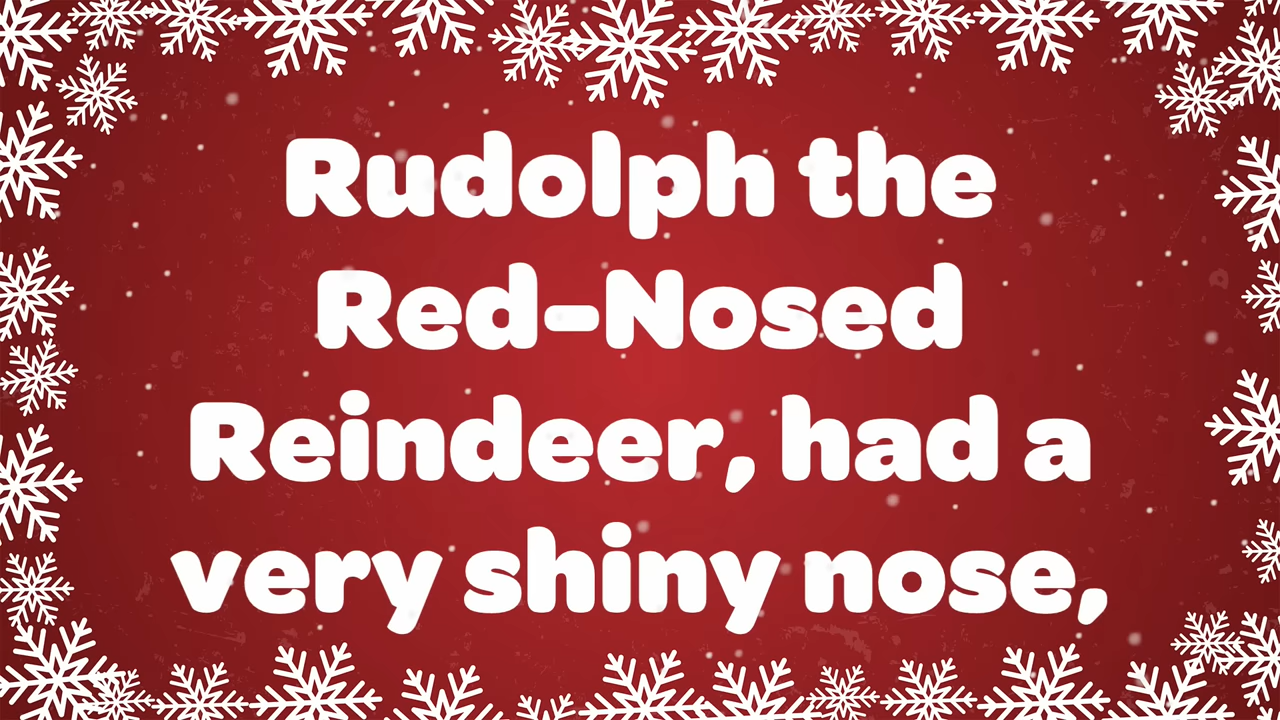 Rudolph the
Red-Nosed
Reindeer, had a
very shiny nose,